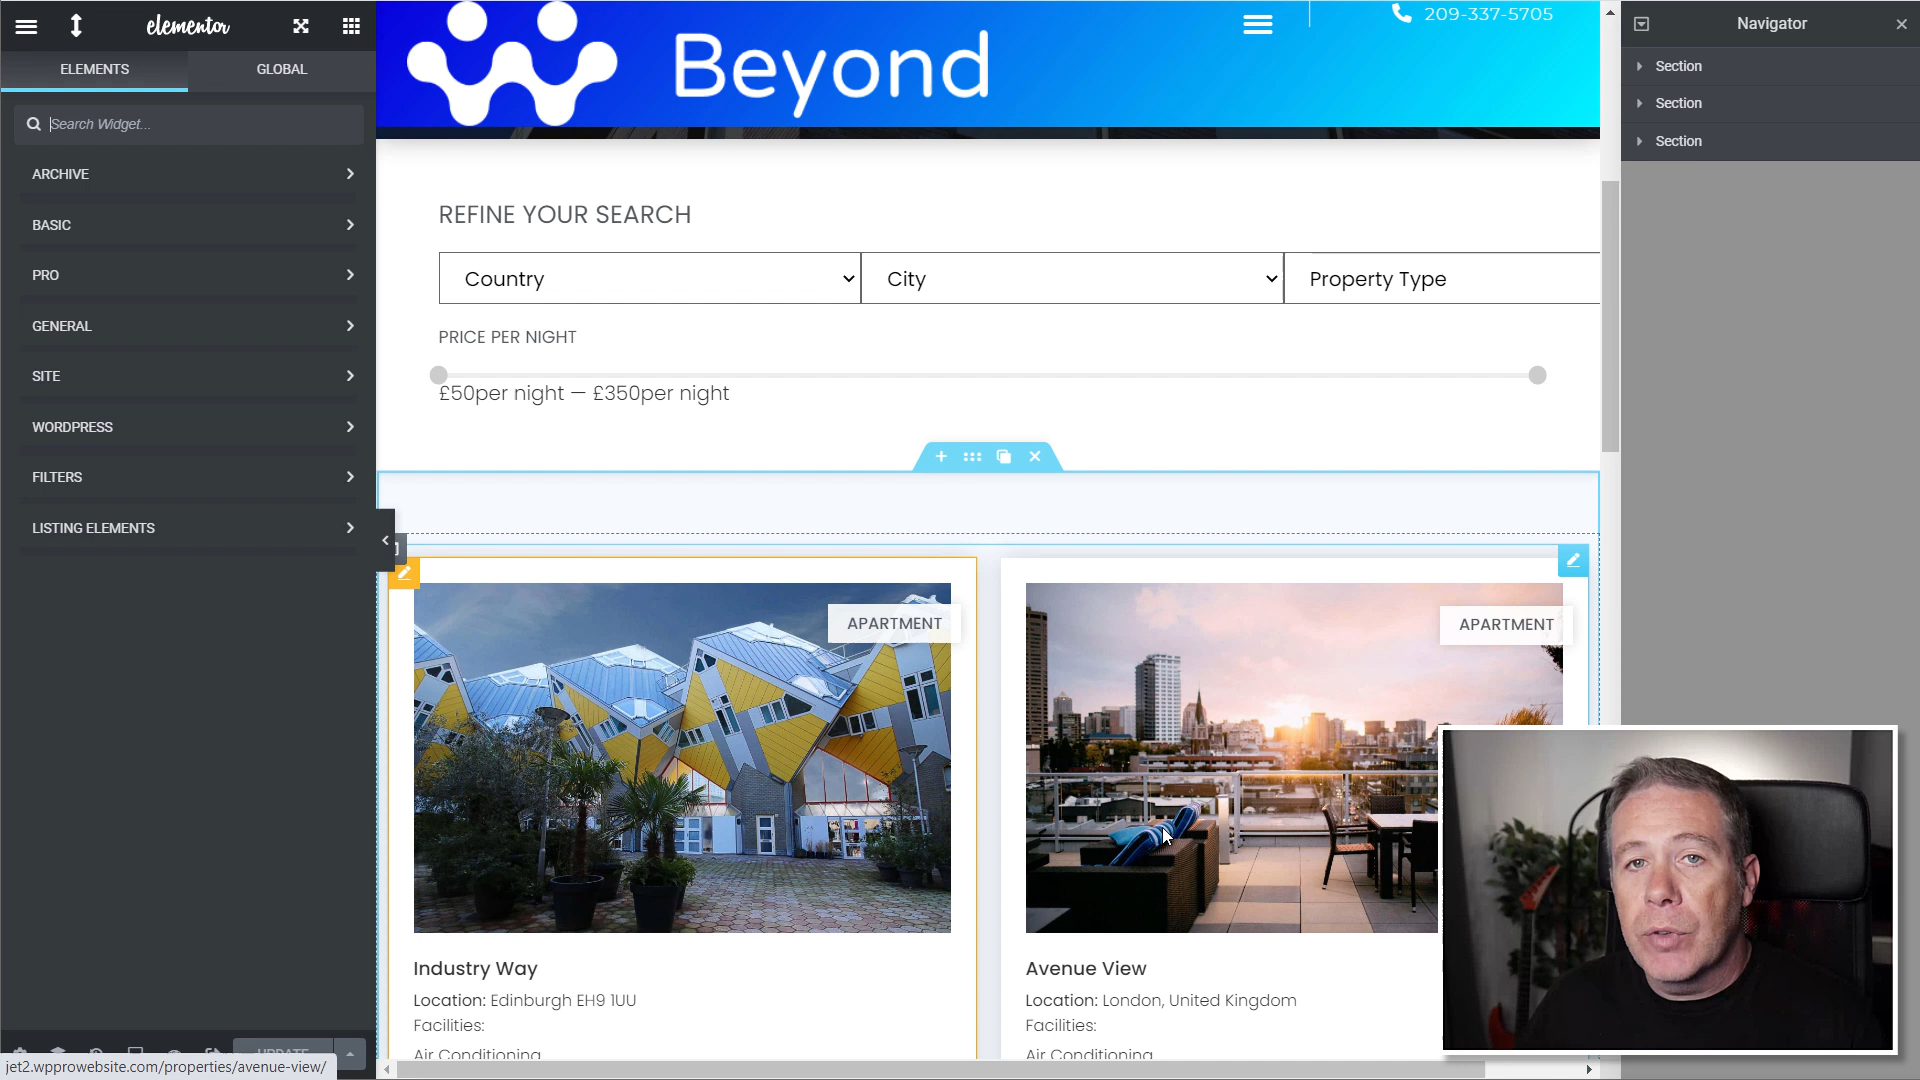 elementor
ELEMENTS
GLOBAL
Search Widget...
ARCHIVE
BASIC
PRO
GENERAL
SITE
WORDPRESS
FILTERS
LISTING ELEMENTS
UPDATE
jet2.wpprowebsite.com/properties/avenue-view/
Beyond
209-337-5705
REFINE YOUR SEARCH
Country
City
Property Type
PRICE PER NIGHT
£50per night — £350per night
APARTMENT
Industry Way
Location: Edinburgh EH9 1UU
Facilities:
Air Conditioning
APARTMENT
Avenue View
Location: London, United Kingdom
Facilities:
Air Conditioning
Navigator
Section
Section
Section